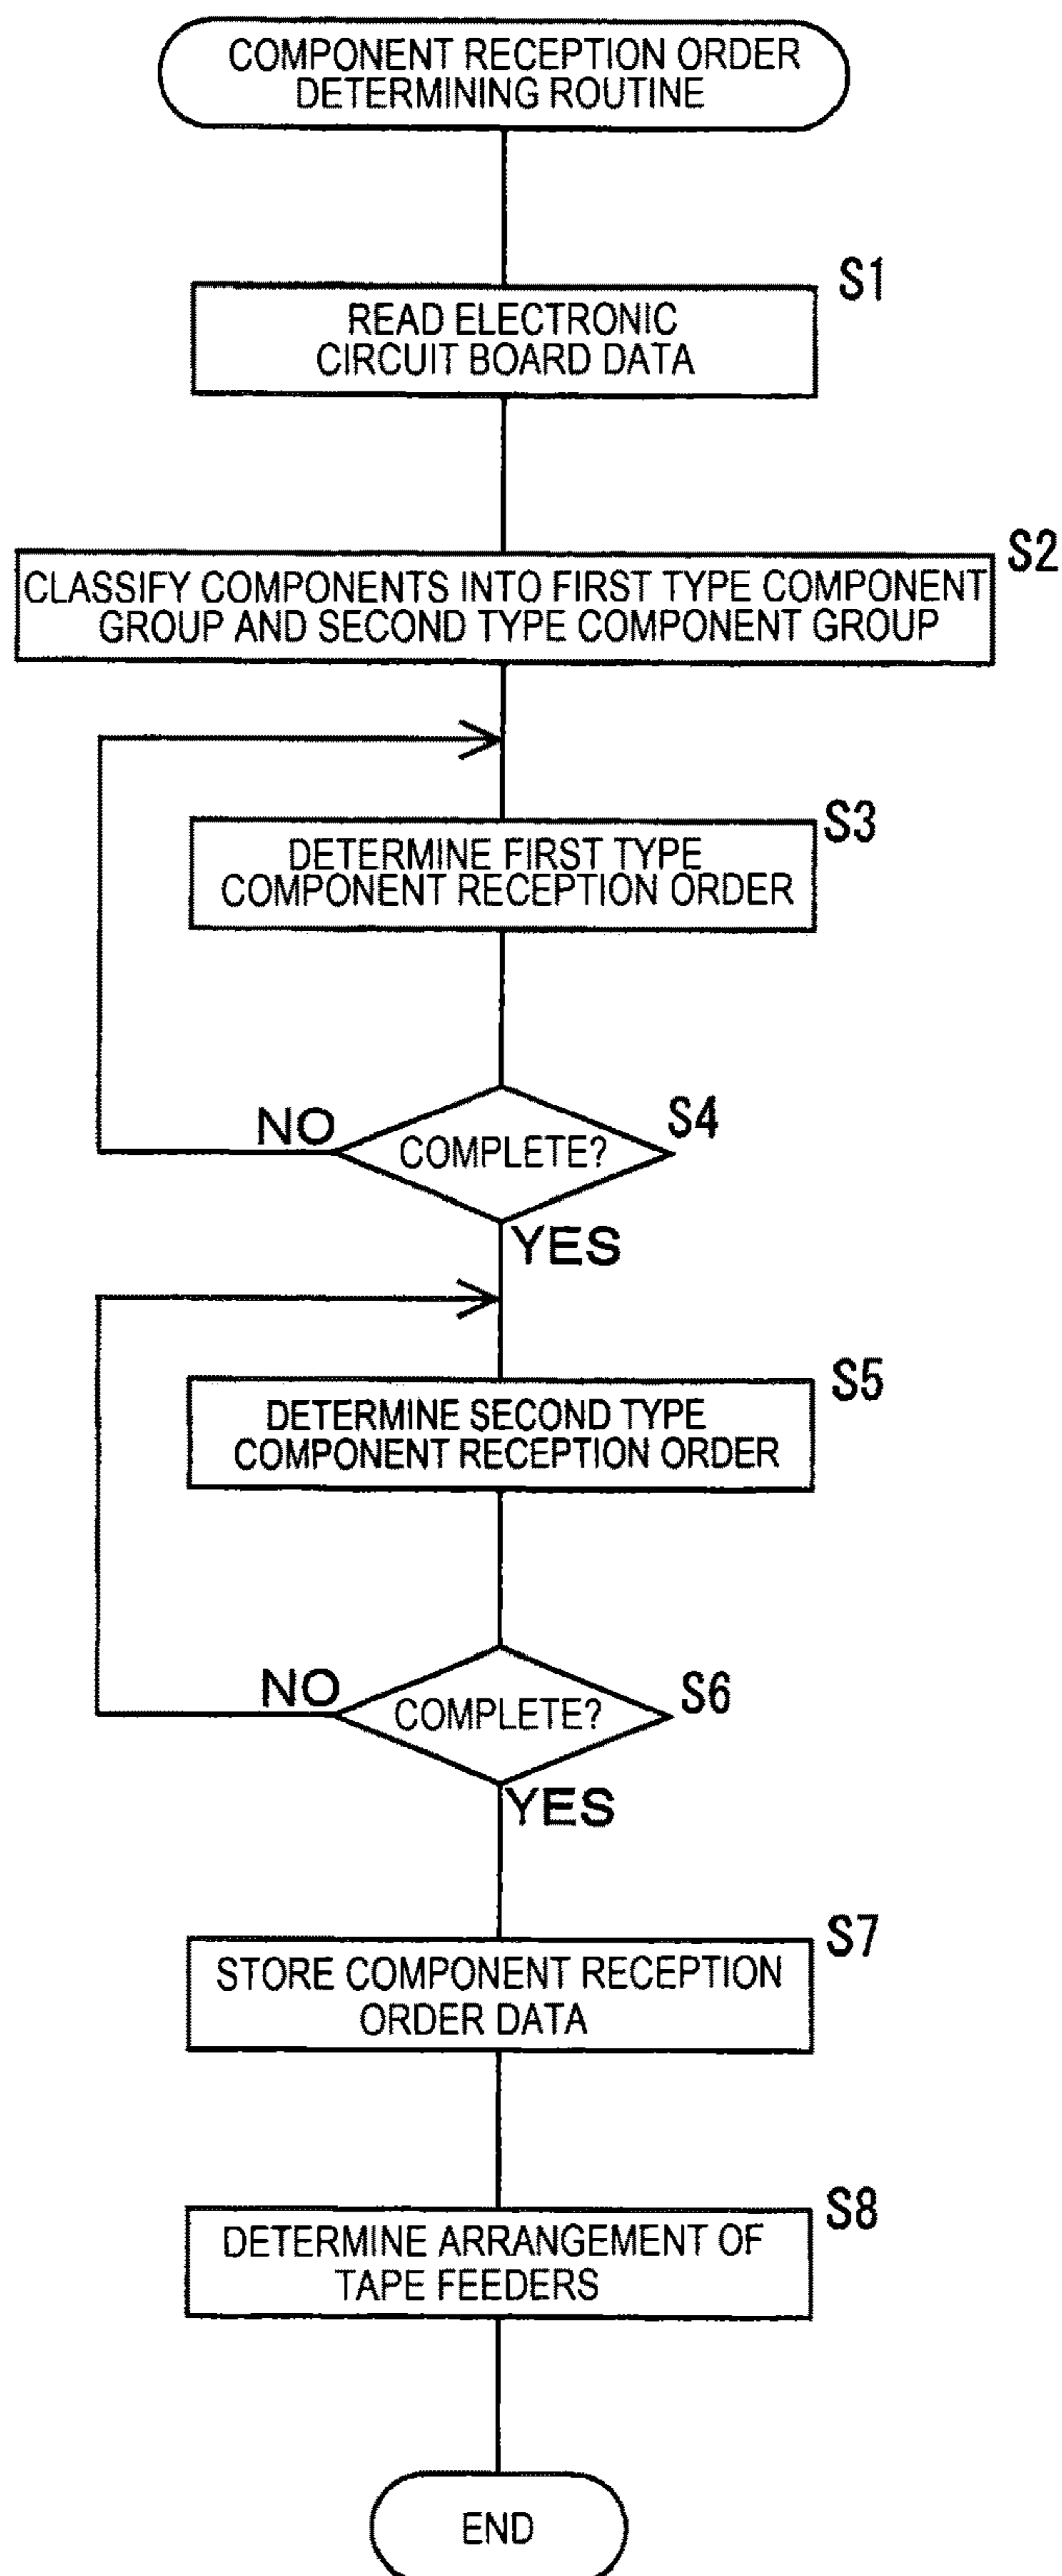 COMPONENT RECEPTION ORDER
DETERMINING ROUTINE
S1
READ ELECTRONIC
CIRCUIT BOARD DATA
S2
CLASSIFY COMPONENTS INTO FIRST TYPE COMPONENT
GROUP AND SECOND TYPE COMPONENT GROUP
S3
DETERMINE FIRST TYPE
COMPONENT RECEPTION ORDER
S4
NO
COMPLETE?
YES
S5
DETERMINE SECOND TYPE
COMPONENT RECEPTION ORDER
S6
NO
COMPLETE?
YES
S7
STORE COMPONENT RECEPTION
ORDER DATA
S8
DETERMINE ARRANGEMENT OF
TAPE FEEDERS
END